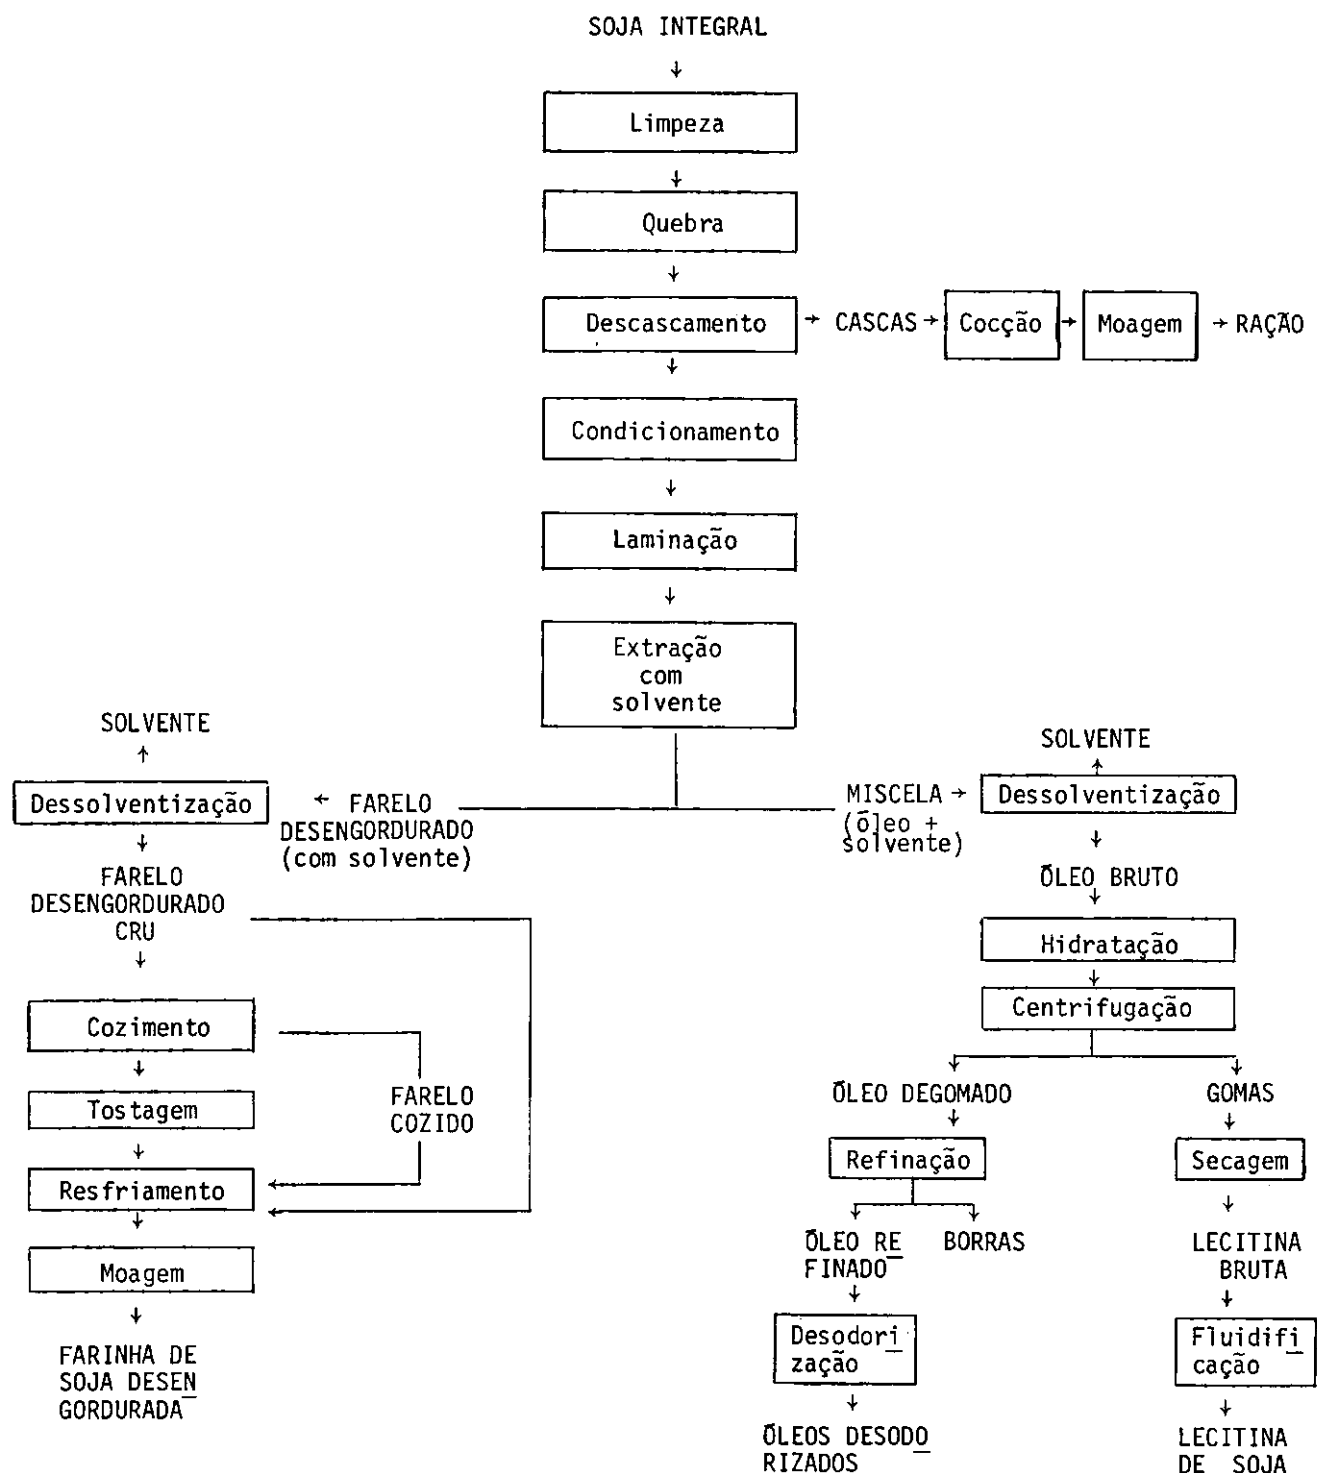 SOJA INTEGRAL
↓
Limpeza
↓
Quebra
↓
Descascamento → CASCAS → Cocção → Moagem → RAÇÃO
↓
Condicionamento
↓
Laminação
↓
Extração
com
solvente
SOLVENTE
↑
Dessolventização ← FARELO
DESENGORDURADO
(com solvente)
↓
FARELO
DESENGORDURADO
CRU
↓
Cozimento
↓
Tostagem
FARELO
COZIDO
↓
Resfriamento
↓
Moagem
↓
FARINHA DE
SOJA DESEN
GORDURADA
SOLVENTE
↑
MISCELA → Dessolventização
(óleo +
solvente)
↓
ÓLEO BRUTO
↓
Hidratação
↓
Centrifugação
↓ ↓
ÓLEO DEGOMADO
↓
Refinação
↓ ↓
ÓLEO RE
FINADO
BORRAS
↓
Desodori
zação
↓
ÓLEOS DESODO
RIZADOS
GOMAS
↓
Secagem
↓
LECITINA
BRUTA
↓
Fluidifi
cação
↓
LECITINA
DE SOJA